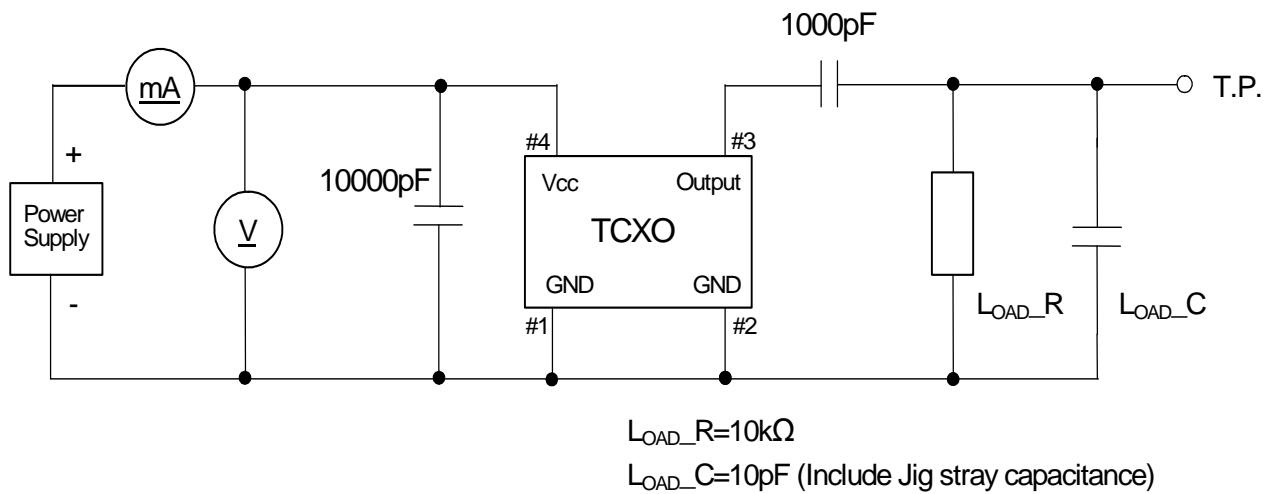 1000pF
mA
T.P.
#4
#3
+
10000pF
Vcc
Output
Power
Supply
V
TCXO
GND
GND
-
#1
#2
LOAD_R
LOAD_C
LOAD_R=10kΩ
LOAD_C=10pF (Include Jig stray capacitance)